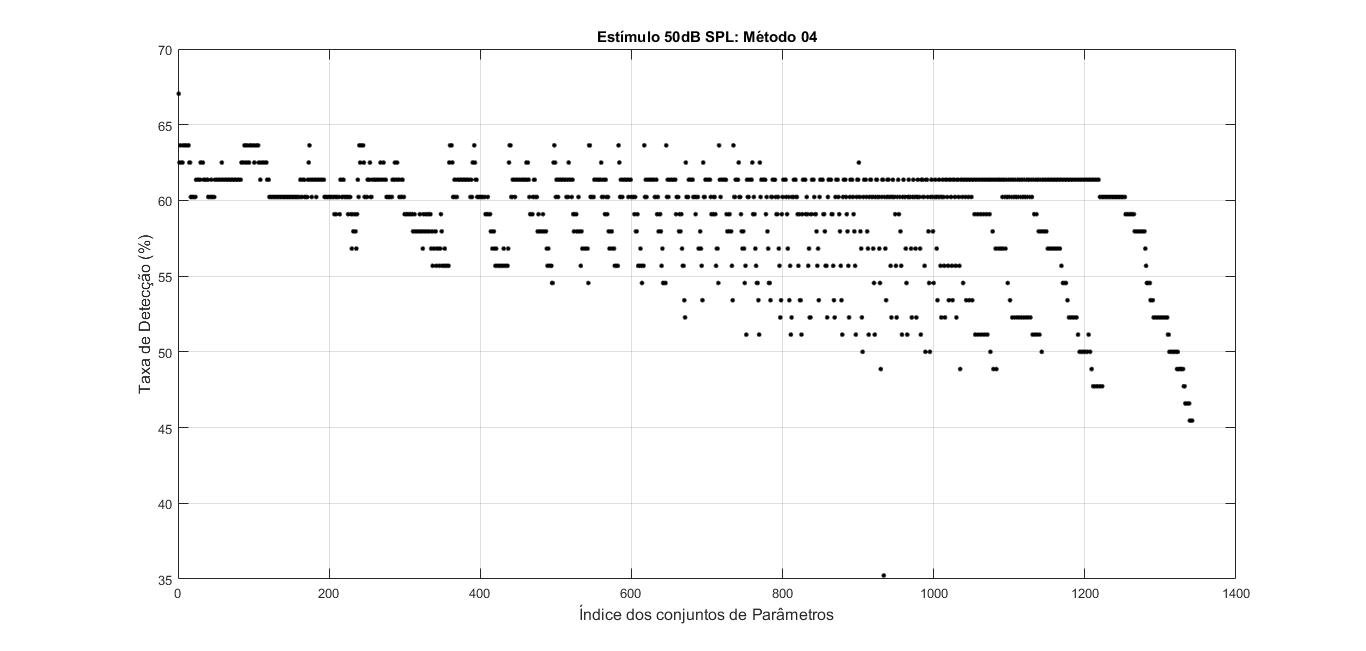 Estímulo 50dB SPL: Método 04
70
65
60
55
50
45
40
35
Taxa de Detecção (%)
0 200 400 600 800 1000 1200 1400
Índice dos conjuntos de Parâmetros